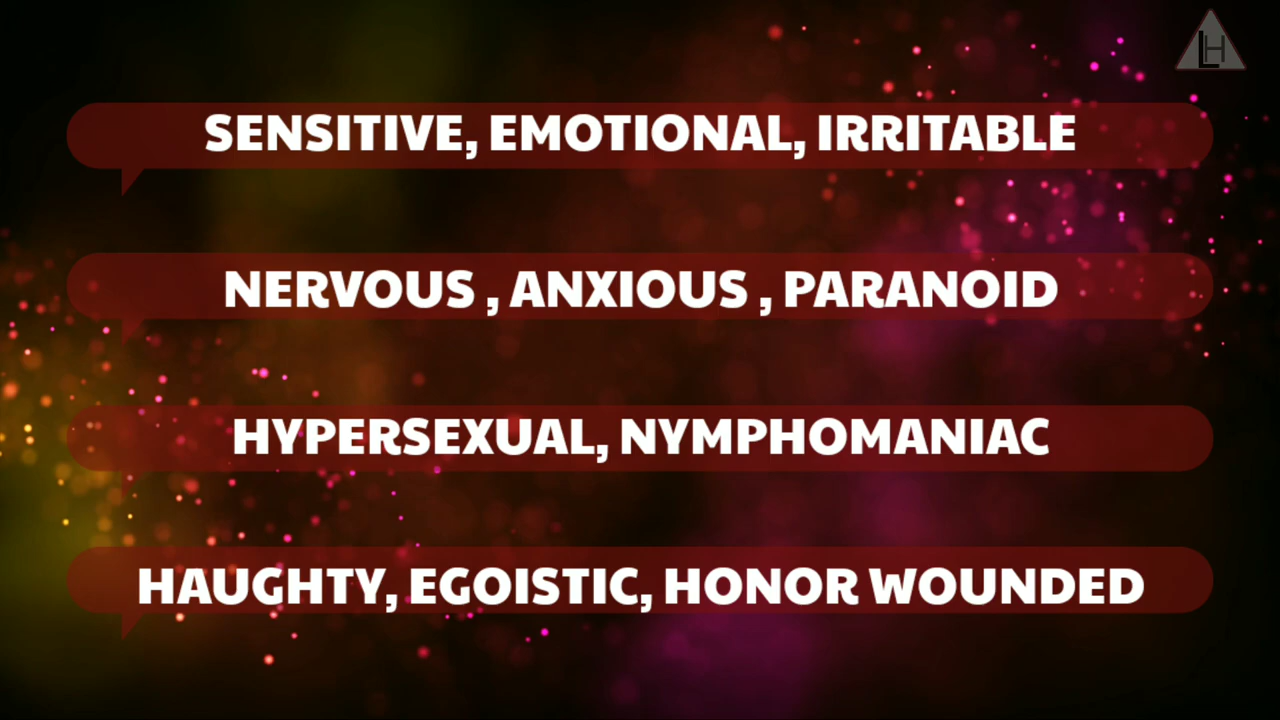 LH
SENSITIVE, EMOTIONAL, IRRITABLE
NERVOUS , ANXIOUS , PARANOID
HYPERSEXUAL, NYMPHOMANIAC
HAUGHTY, EGOISTIC, HONOR WOUNDED